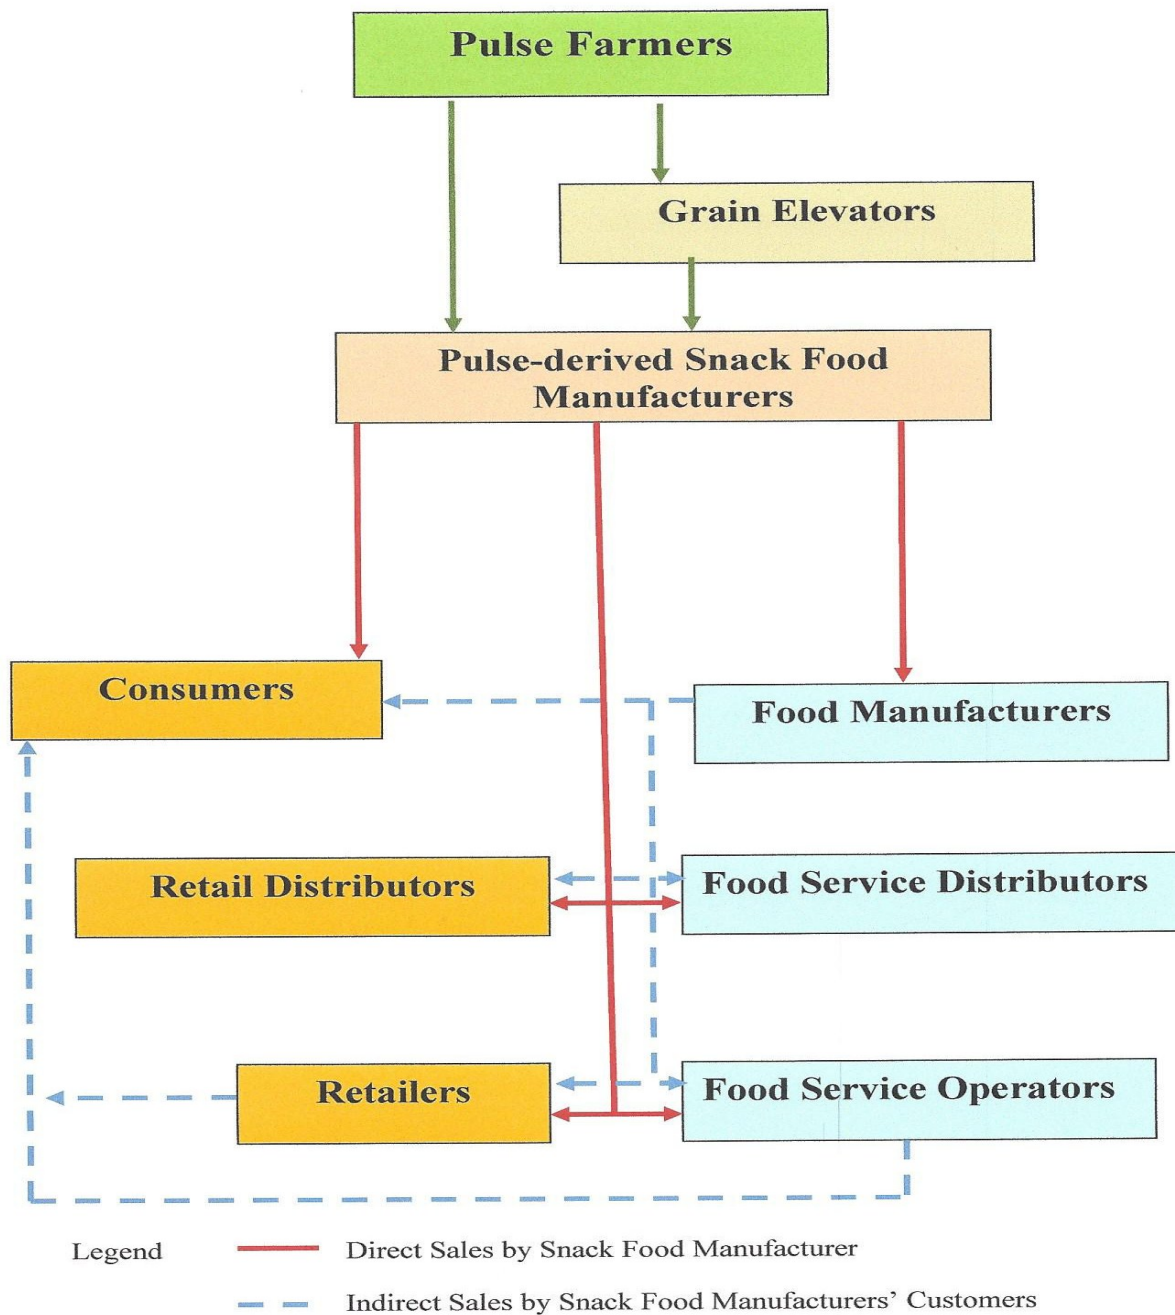 Pulse Farmers
Grain Elevators
Pulse-derived Snack Food
Manufacturers
Consumers
Food Manufacturers
Retail Distributors
Food Service Distributors
Retailers
Food Service Operators
Legend
Direct Sales by Snack Food Manufacturer
Indirect Sales by Snack Food Manufacturers’ Customers